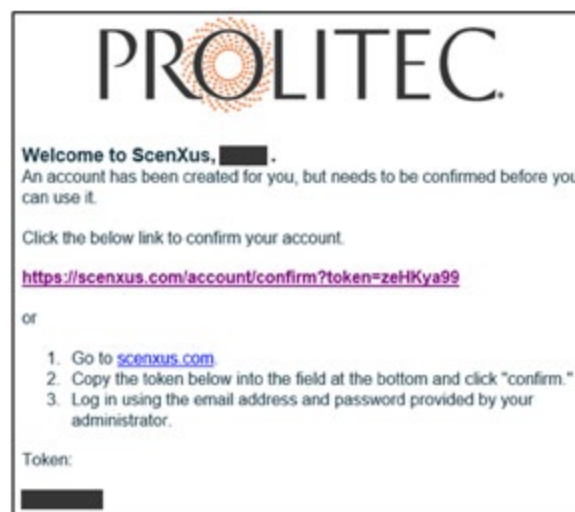 PROLITEC.
Welcome to ScenXus, .
An account has been created for you, but needs to be confirmed before you
can use it.
Click the below link to confirm your account.
https://scenxus.com/account/confirm?token=zeHKya99
or
1. Go to scenxus.com.
2. Copy the token below into the field at the bottom and click "confirm."
3. Log in using the email address and password provided by your
administrator.
Token: